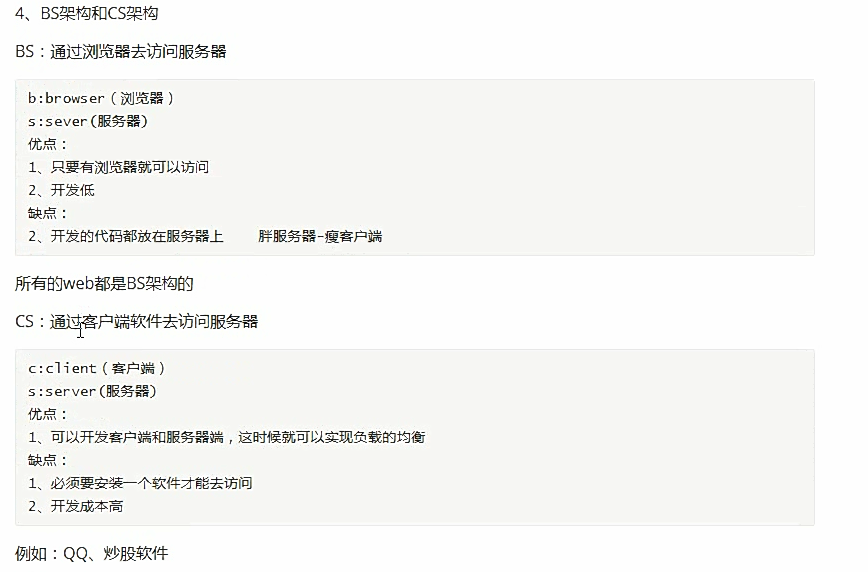 4、BS架构和CS架构
BS：通过浏览器去访问服务器
b:browser（浏览器）
s:sever(服务器)
优点：
1、只要有浏览器就可以访问
2、开发低
缺点：
2、开发的代码都放在服务器上 胖服务器-瘦客户端
所有的web都是BS架构的
CS：通过客户端软件去访问服务器
c:client（客户端）
s:server(服务器)
优点：
1、可以开发客户端和服务器端，这时候就可以实现负载的均衡
缺点：
1、必须要安装一个软件才能去访问
2、开发成本高
例如：QQ、炒股软件